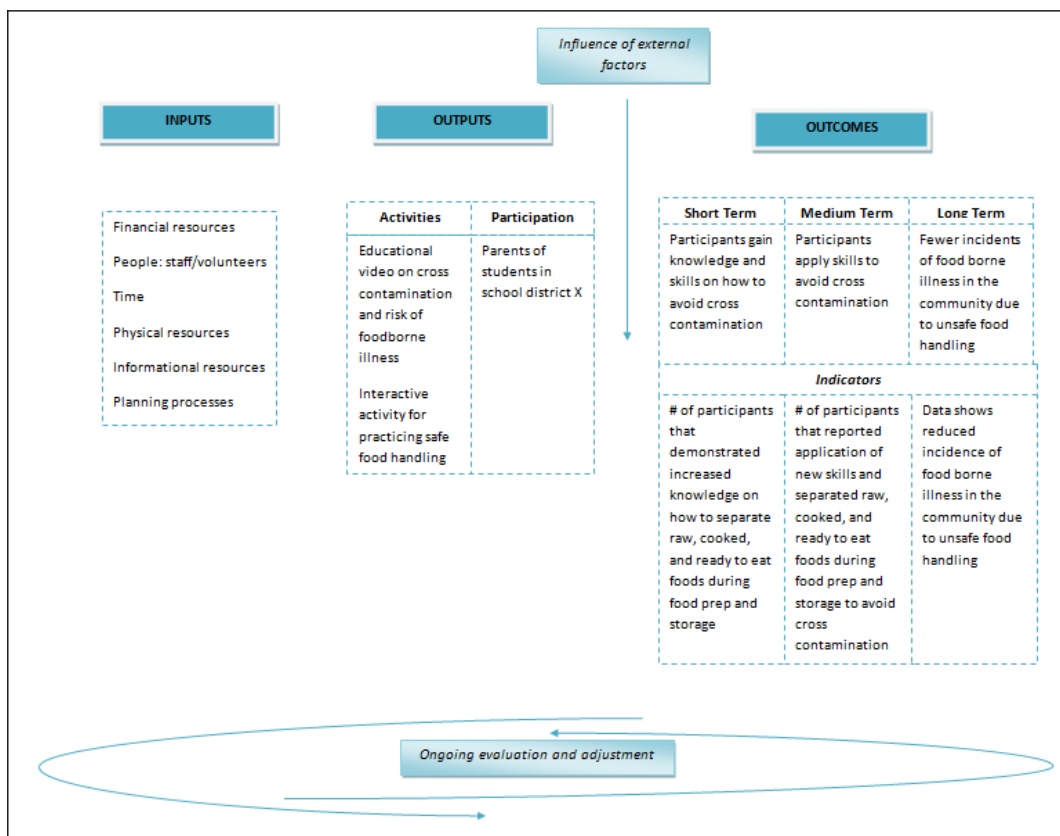 Influence of external
factors
INPUTS
OUTPUTS
OUTCOMES
Financial resources
People: staff/volunteers
Time
Physical resources
Informational resources
Planning processes
Activities
Educational
video on cross
contamination
and risk of
foodborne
illness
Interactive
activity for
practicing safe
food handling
Participation
Parents of
students in
school district X
Short Term
Participants gain
knowledge and
skills on how to
avoid cross
contamination
Medium Term
Participants
apply skills to
avoid cross
contamination
Long Term
Fewer incidents
of food borne
illness in the
community due
to unsafe food
handling
Indicators
# of participants
that
demonstrated
increased
knowledge on
how to separate
raw, cooked,
and ready to eat
foods during
food prep and
storage
# of participants
that reported
application of
new skills and
separated raw,
cooked, and
ready to eat
foods during
food prep and
storage to avoid
cross
contamination
Data shows
reduced
incidence of
food borne
illness in the
community due
to unsafe food
handling
Ongoing evaluation and adjustment